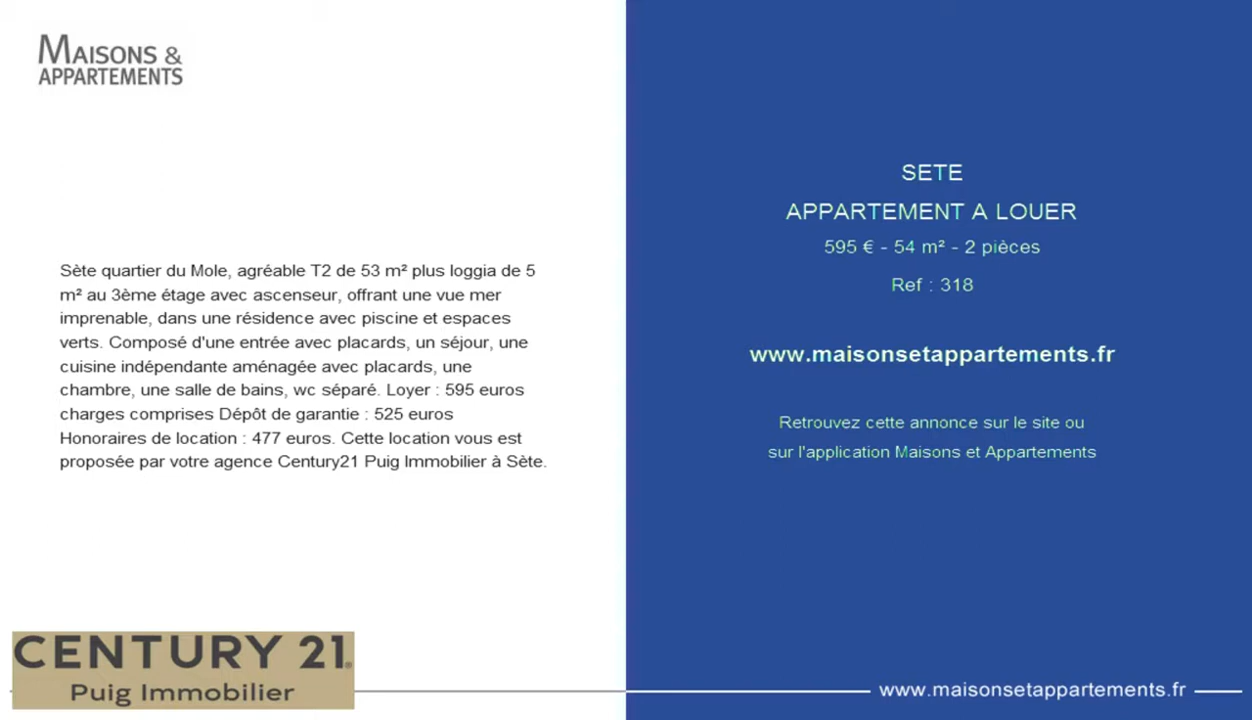 MAISONS &
APPARTEMENTS
Sète quartier du Mole, agréable T2 de 53 m² plus loggia de 5
m² au 3ème étage avec ascenseur, offrant une vue mer
imprenable, dans une résidence avec piscine et espaces
verts. Composé d'une entrée avec placards, un séjour, une
cuisine indépendante aménagée avec placards, une
chambre, une salle de bains, wc séparé. Loyer : 595 euros
charges comprises Dépôt de garantie : 525 euros
Honoraires de location : 477 euros. Cette location vous est
proposée par votre agence Century21 Puig Immobilier à Sète.
CENTURY 21®
Puig Immobilier
SETE
APPARTEMENT A LOUER
595 € - 54 m² - 2 pièces
Ref : 318
www.maisonsetappartements.fr
Retrouvez cette annonce sur le site ou
sur l'application Maisons et Appartements
www.maisonsetappartements.fr